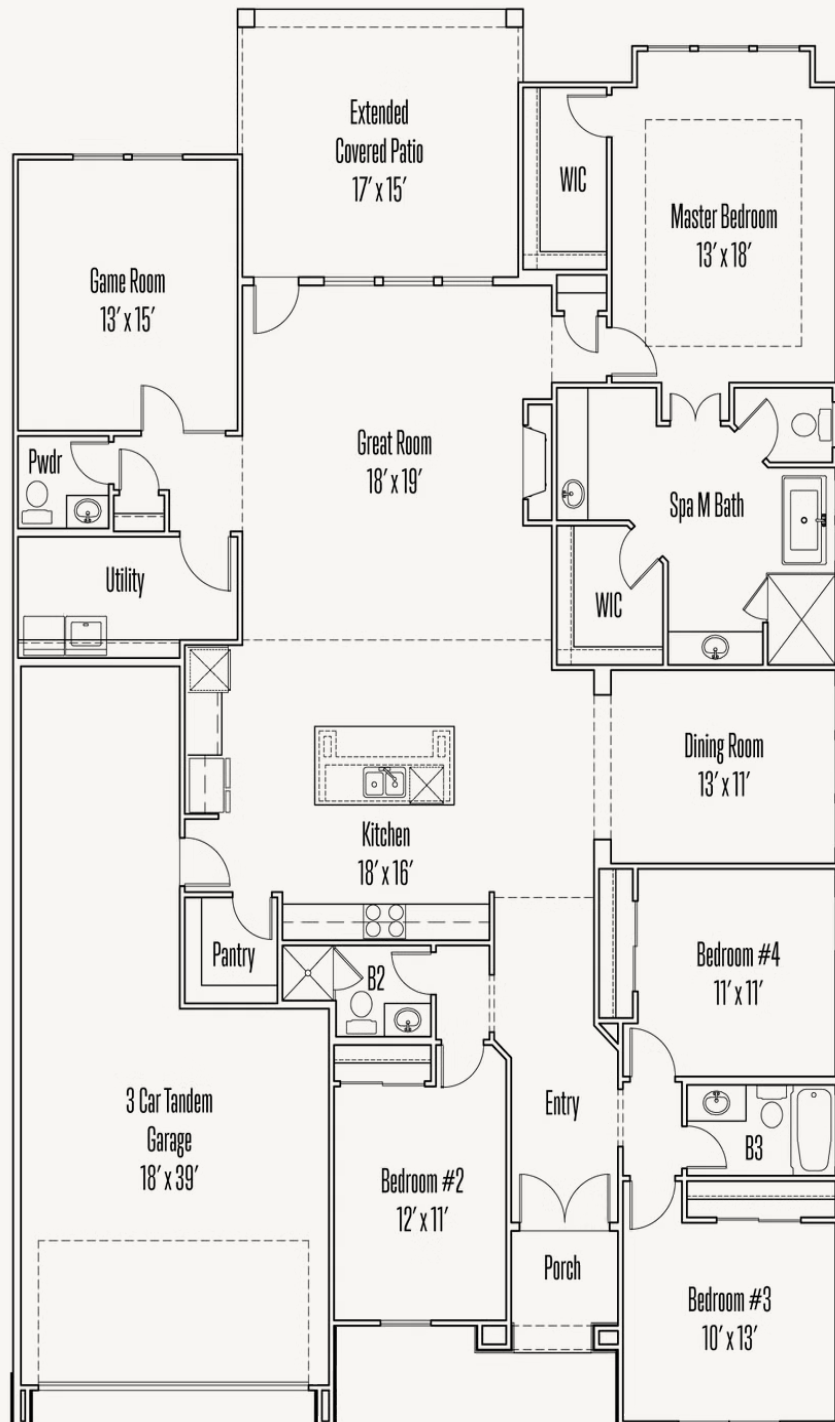 Extended
Covered Patio
17' x 15'
WIC
Master Bedroom
13' x 18'
Game Room
13' x 15'
Great Room
18' x 19'
Pwdr
Spa M Bath
Utility
WIC
Dining Room
13' x 11'
Kitchen
18' x 16'
Pantry
B2
Bedroom #4
11' x 11'
3 Car Tandem
Garage
18' x 39'
Entry
B3
Bedroom #2
12' x 11'
Porch
Bedroom #3
10' x 13'